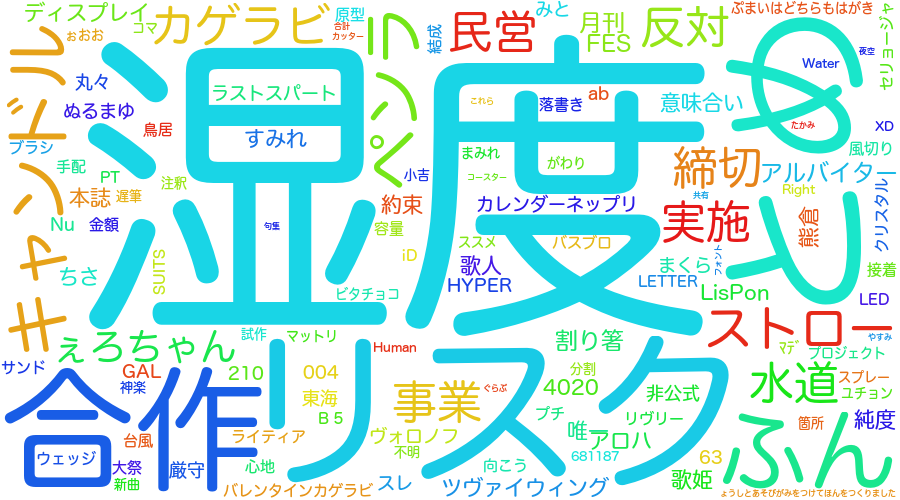 ディスプレイ
コマ
ぉおお
カゲラビ
原型
合計
カッター
結成
ペンラ
民営
みと
月刊
FES
反対
ぷまいはどちらもはがき
セリョージャ
夜空
めし
丸々
ぬるまゆ
鳥居
ブラシ
手配
PT
遅筆
注釈
本誌
Nu
金額
キャンドル
湿度
ラストスパート
すみれ
これら
落書き
ab
意味合い
Water
XD
たかみ
風切り
まみれ
がわり
小吉
コースター
締切
アルバイター
Right
共有
約束
カレンダーネップリ
実施
熊倉
クリスタル
句集
容量
ススメ
バスブロ
フォント
接着
ちさ
SUITS
iD
歌人
まくら
HYPER
LETTER
LisPon
LED
ピタチョコ
試作
マットリ
ぇろちゃん
割り箸
ストロー
やすみ
マデ
プロジェクト
サンド
GAL
神楽
210
Human
004
東海
B5
リスク
分割
4020
ぐらぶ
事業
非公式
水道
スプレー
ユチョン
合作
ウェッジ
台風
大祭
新曲
厳守
ライティア
心地
ヴォロノフ
不明
プチ
唯一
アロハ
リヴリー
箇所
純度
向こう
681187
歌姫
63
ふん
バレンタインカゲラビ
スレ
ツヴァイウィング
ょうしとあそびがみをつけてほんをつくりました